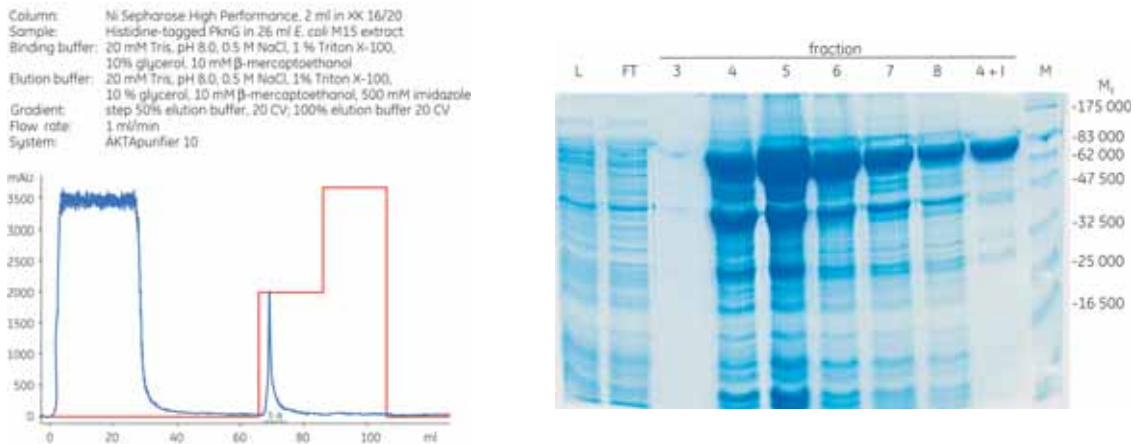 Column: Ni Sepharose High Performance, 2 ml in XK 16/20
Sample: Histidine-tagged PknG in 26 ml E. coli M15 extract
Binding buffer: 20 mM Tris, pH 8.0, 0.5 M NaCl, 1 % Triton X-100,
10% glycerol, 10 mM β-mercaptoethanol
Elution buffer: 20 mM Tris, pH 8.0, 0.5 M NaCl, 1% Triton X-100,
10 % glycerol, 10 mM β-mercaptoethanol, 500 mM imidazole
Gradient: step 50% elution buffer, 20 CV; 100% elution buffer 20 CV
Flow rate: 1 ml/min
System: ÄKTApurifier 10
mAU
3500
3000
2500
2000
1500
1000
500
0
0 20 40 60 80 100 ml
fraction
L FT 3 4 5 6 7 8 4 + I M
Mr
-175 000
-83 000
-62 000
-47 500
-32 500
-25 000
-16 500